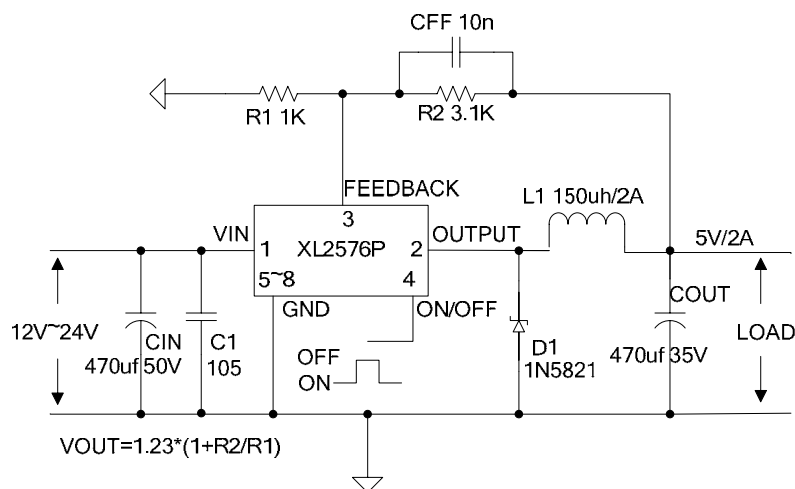 CFF 10n
R1 1K
R2 3.1K
FEEDBACK
L1 150uh/2A
3
VIN
OUTPUT
5V/2A
1
XL2576P
2
5~8
4
GND
ON/OFF
COUT
12V~24V
CIN
C1
LOAD
470uf 50V
105
OFF
ON
D1
1N5821
470uf 35V
VOUT=1.23*(1+R2/R1)